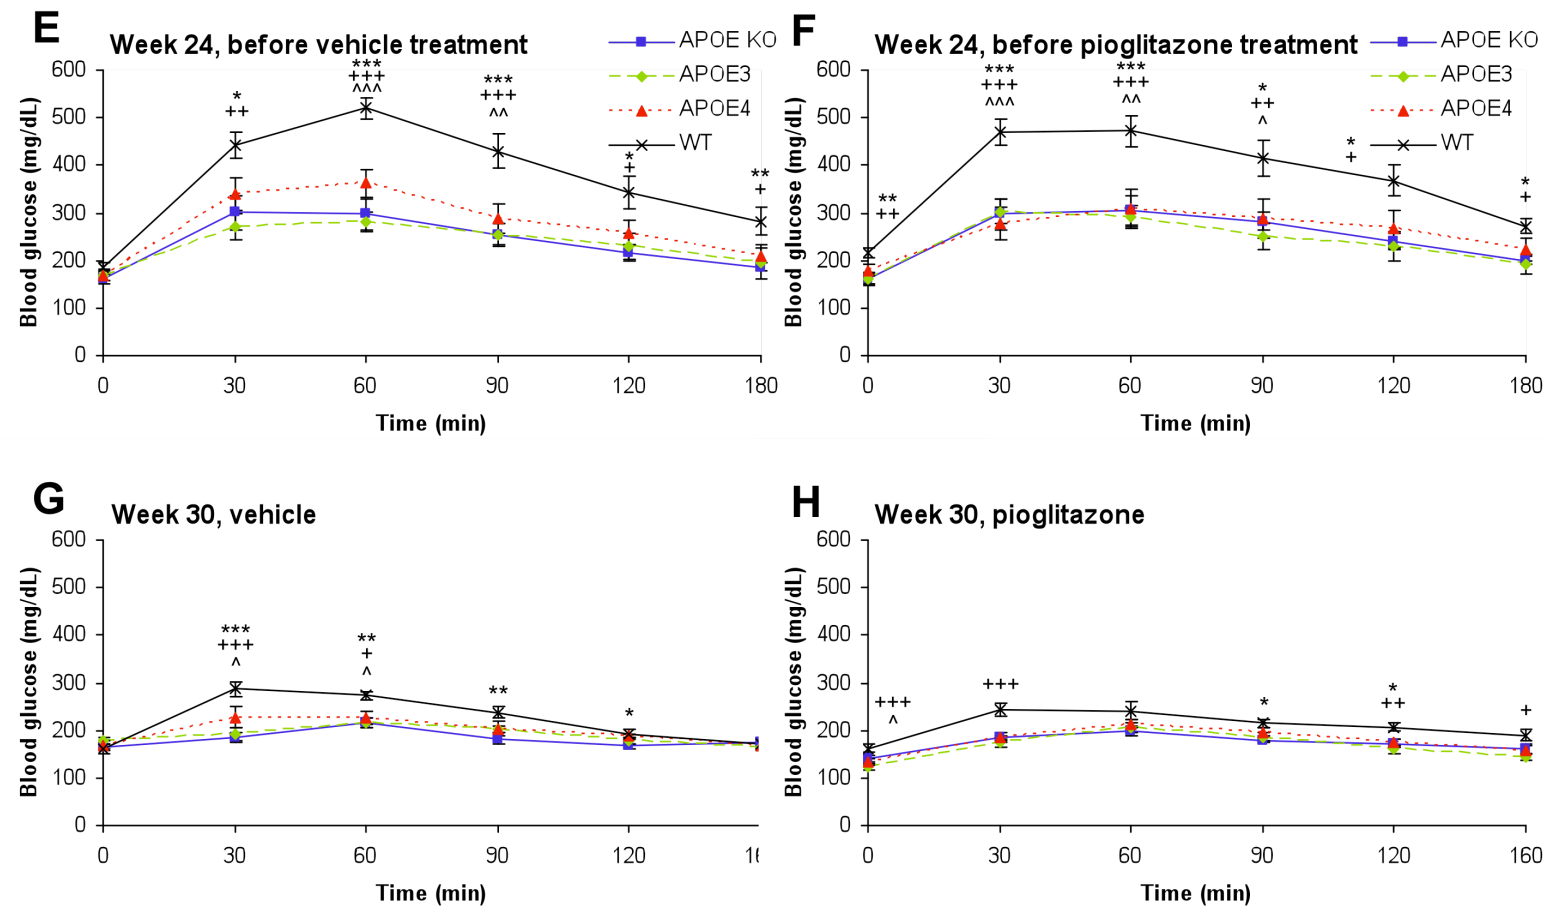 E
Week 24, before vehicle treatment
APOE KO
APOE3
APOE4
WT
Blood glucose (mg/dL)
600
500
400
300
200
100
0
*
++
***
+++
^^^
***
+++
^^
*
+
**
+
0 30 60 90 120 180
Time (min)
F
Week 24, before pioglitazone treatment
APOE KO
APOE3
APOE4
WT
Blood glucose (mg/dL)
600
500
400
300
200
100
0
**
++
***
+++
^^^
***
+++
^^
*
++
^
*
+
*
+
0 30 60 90 120 180
Time (min)
G
Week 30, vehicle
Blood glucose (mg/dL)
600
500
400
300
200
100
0
***
+++
^
**
+
^
**
*
0 30 60 90 120 16
Time (min)
H
Week 30, pioglitazone
Blood glucose (mg/dL)
600
500
400
300
200
100
0
+++
^
+++
*
*
++
+
0 30 60 90 120 160
Time (min)